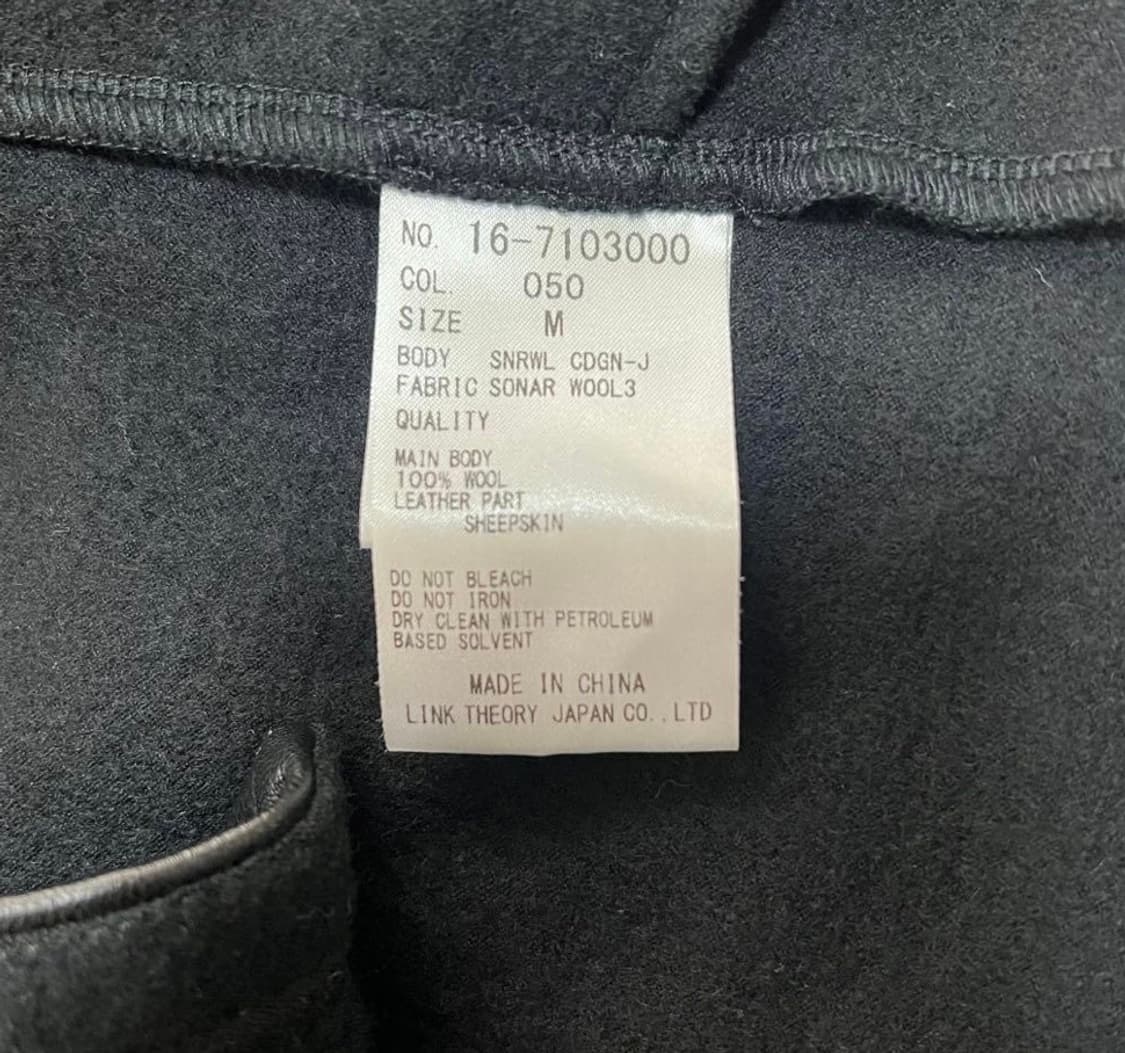 NO. 16-7103000
COL. 050
SIZE M
BODY SNRWL CDGN-J
FABRIC SONAR WOOL3
QUALITY
MAIN BODY
100% WOOL
LEATHER PART
SHEEPSKIN
DO NOT BLEACH
DO NOT IRON
DRY CLEAN WITH PETROLEUM
BASED SOLVENT
MADE IN CHINA
LINK THEORY JAPAN CO.,LTD